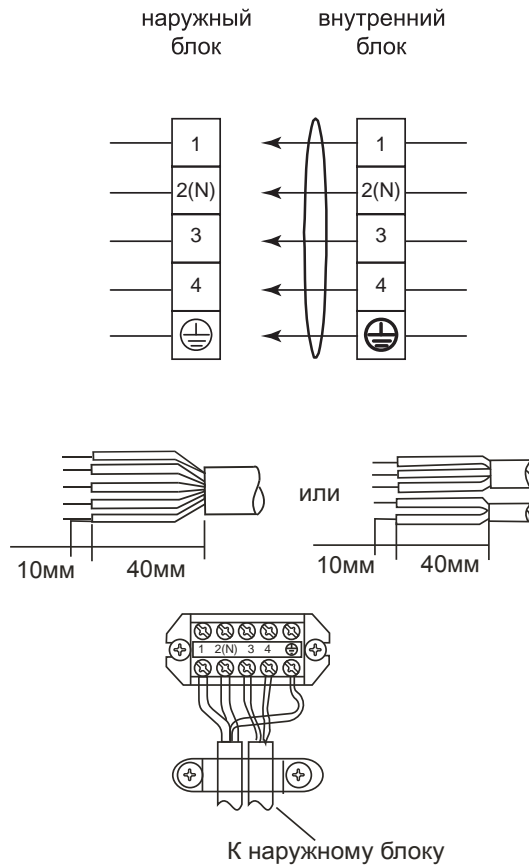 наружный блок
внутренний блок
1
2(N)
3
4
1
2(N)
3
4
или
10мм
40мм
10мм
40мм
1 2(N) 3 4
К наружному блоку